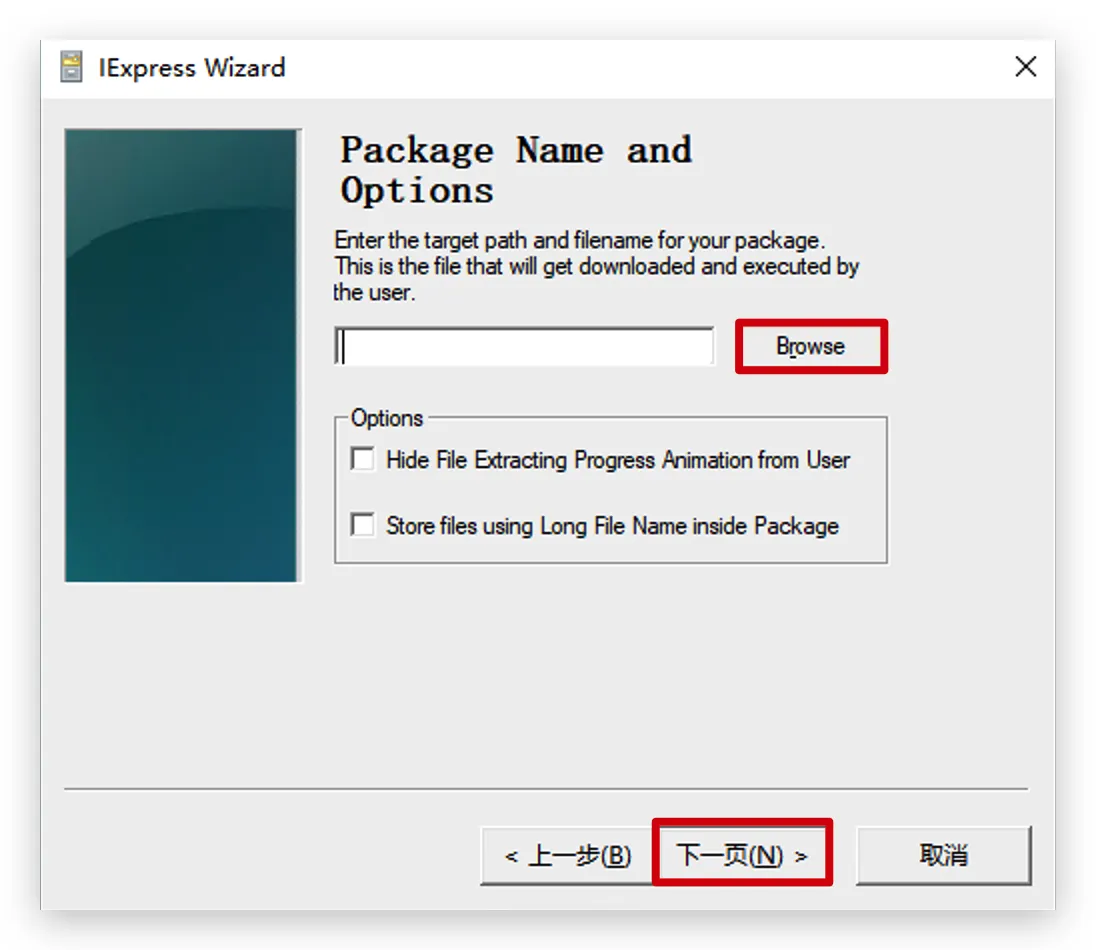 IExpress Wizard
Package Name and
Options
Enter the target path and filename for your package.
This is the file that will get downloaded and executed by
the user.
Browse
Options
Hide File Extracting Progress Animation from User
Store files using Long File Name inside Package
< 上一步(B)
下一页(N) >
取消